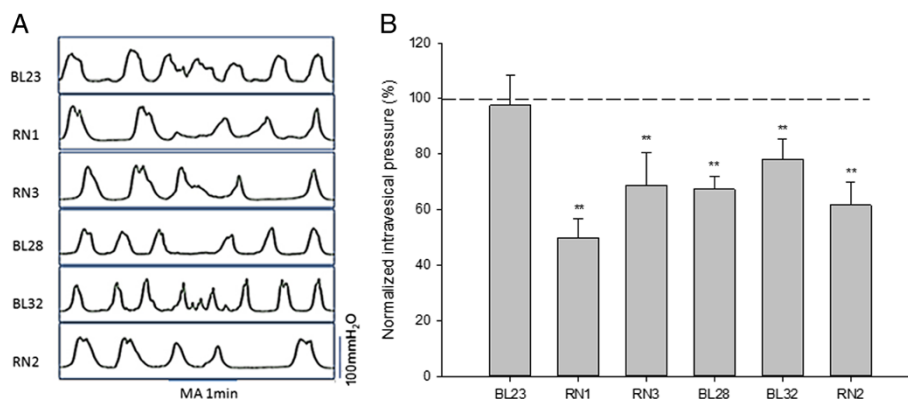 A
BL23
RN1
RN3
BL28
BL32
RN2
100mmH₂O
MA 1min
B
Normalized intravesical pressure (%)
120
100
80
60
40
20
0
**
**
**
**
**
BL23 RN1 RN3 BL28 BL32 RN2